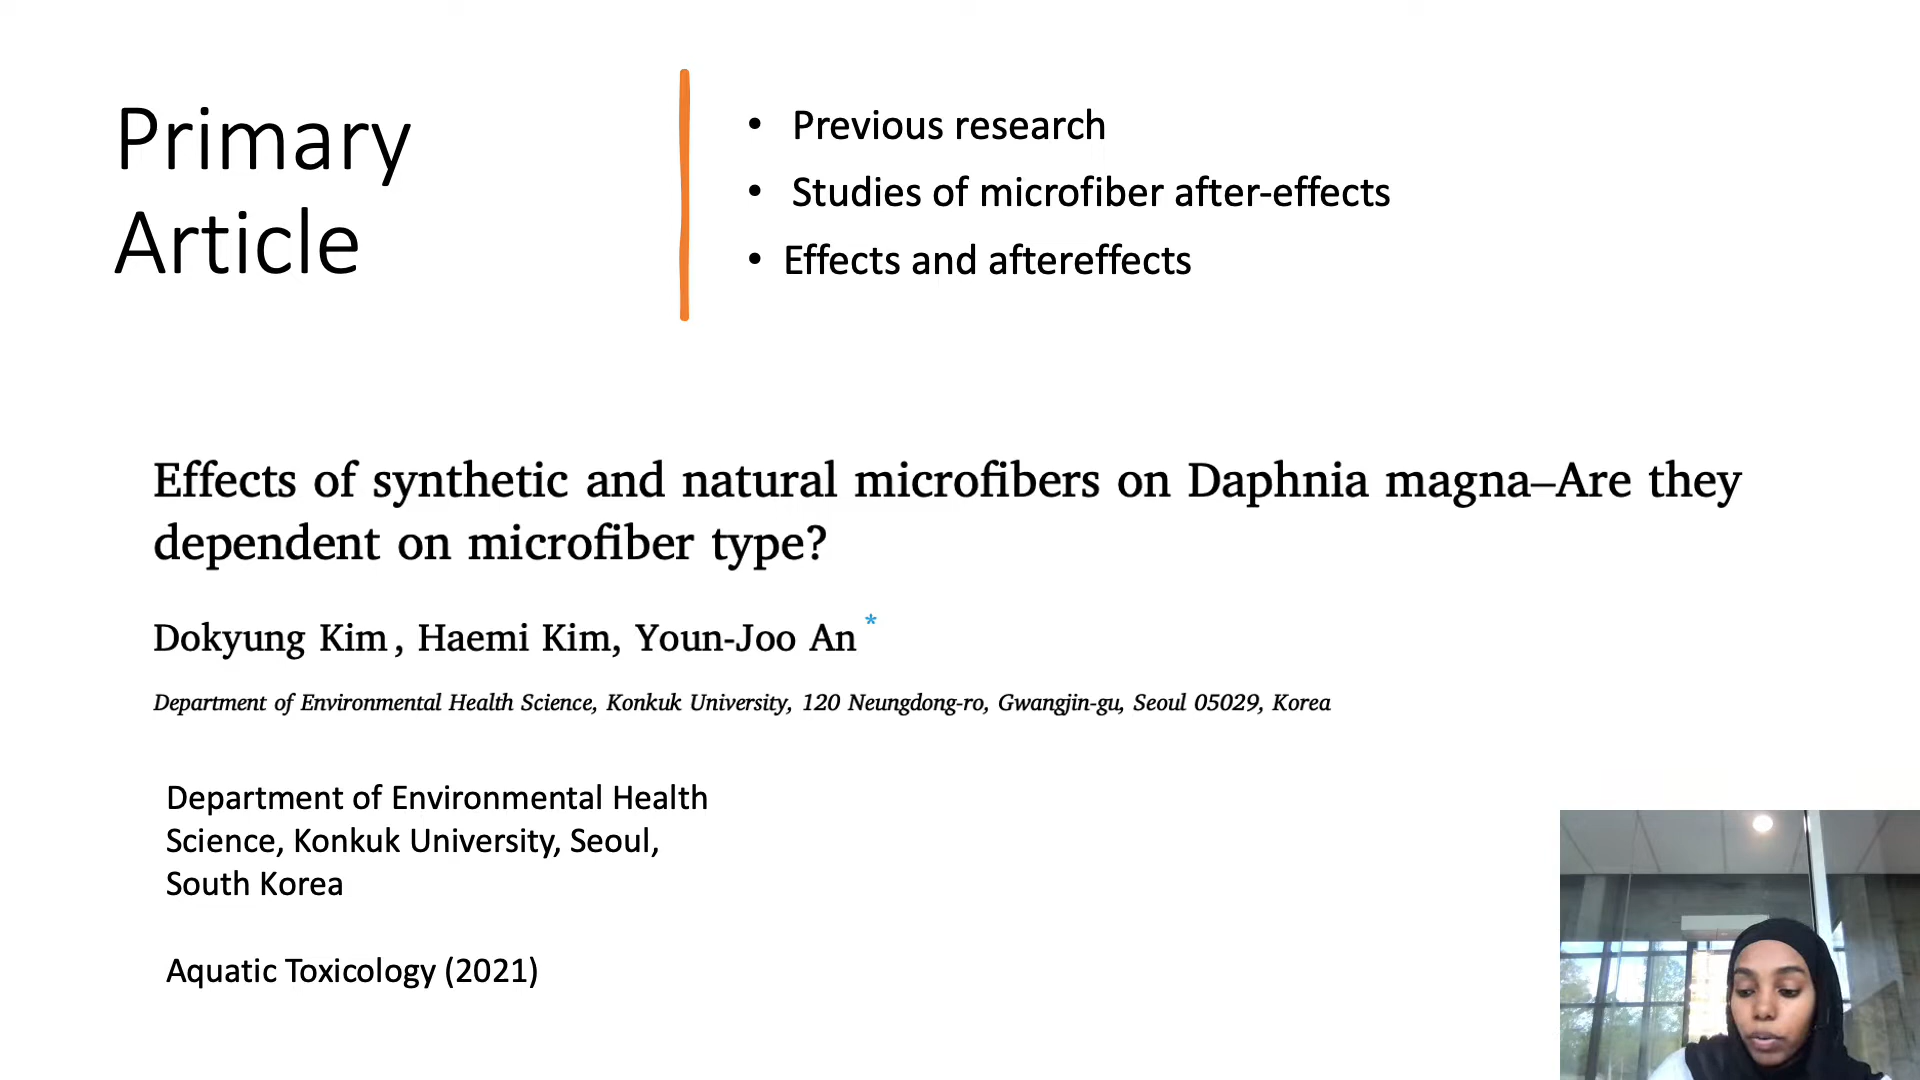 Primary
Article
• Previous research
• Studies of microfiber after-effects
• Effects and aftereffects
Effects of synthetic and natural microfibers on Daphnia magna–Are they
dependent on microfiber type?
Dokyung Kim, Haemi Kim, Youn-Joo An *
Department of Environmental Health Science, Konkuk University, 120 Neungdong-ro, Gwangjin-gu, Seoul 05029, Korea
Department of Environmental Health
Science, Konkuk University, Seoul,
South Korea
Aquatic Toxicology (2021)